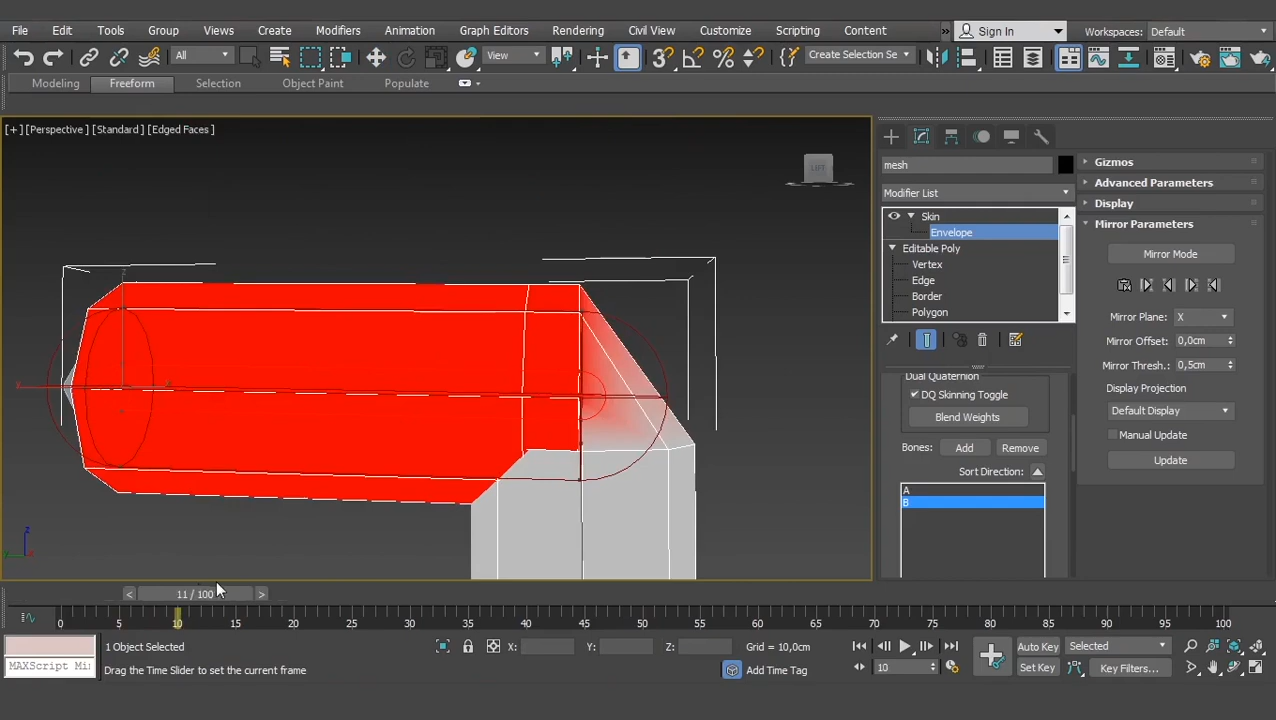 File Edit Tools Group Views Create Modifiers Animation Graph Editors Rendering Civil View Customize Scripting Content » Sign In Workspaces: Default
All View Create Selection Se
Modeling Freeform Selection Object Paint Populate
[+] [Perspective] [Standard] [Edged Faces]
LEFT
mesh
Modifier List
Skin
Envelope
Editable Poly
Vertex
Edge
Border
Polygon
Dual Quaternion
DQ Skinning Toggle
Blend Weights
Bones: Add Remove
Sort Direction:
A
B
Gizmos
Advanced Parameters
Display
Mirror Parameters
Mirror Mode
Mirror Plane: X
Mirror Offset: 0,0cm
Mirror Thresh.: 0,5cm
Display Projection
Default Display
Manual Update
Update
z
y
x
z
y
x
< 11 / 100 >
0 5 10 15 20 25 30 35 40 45 50 55 60 65 70 75 80 85 90 95 100
1 Object Selected X: Y: Z: Grid = 10,0cm Auto Key Selected
MAXScript Mi Drag the Time Slider to set the current frame Add Time Tag 10 Set Key Key Filters...